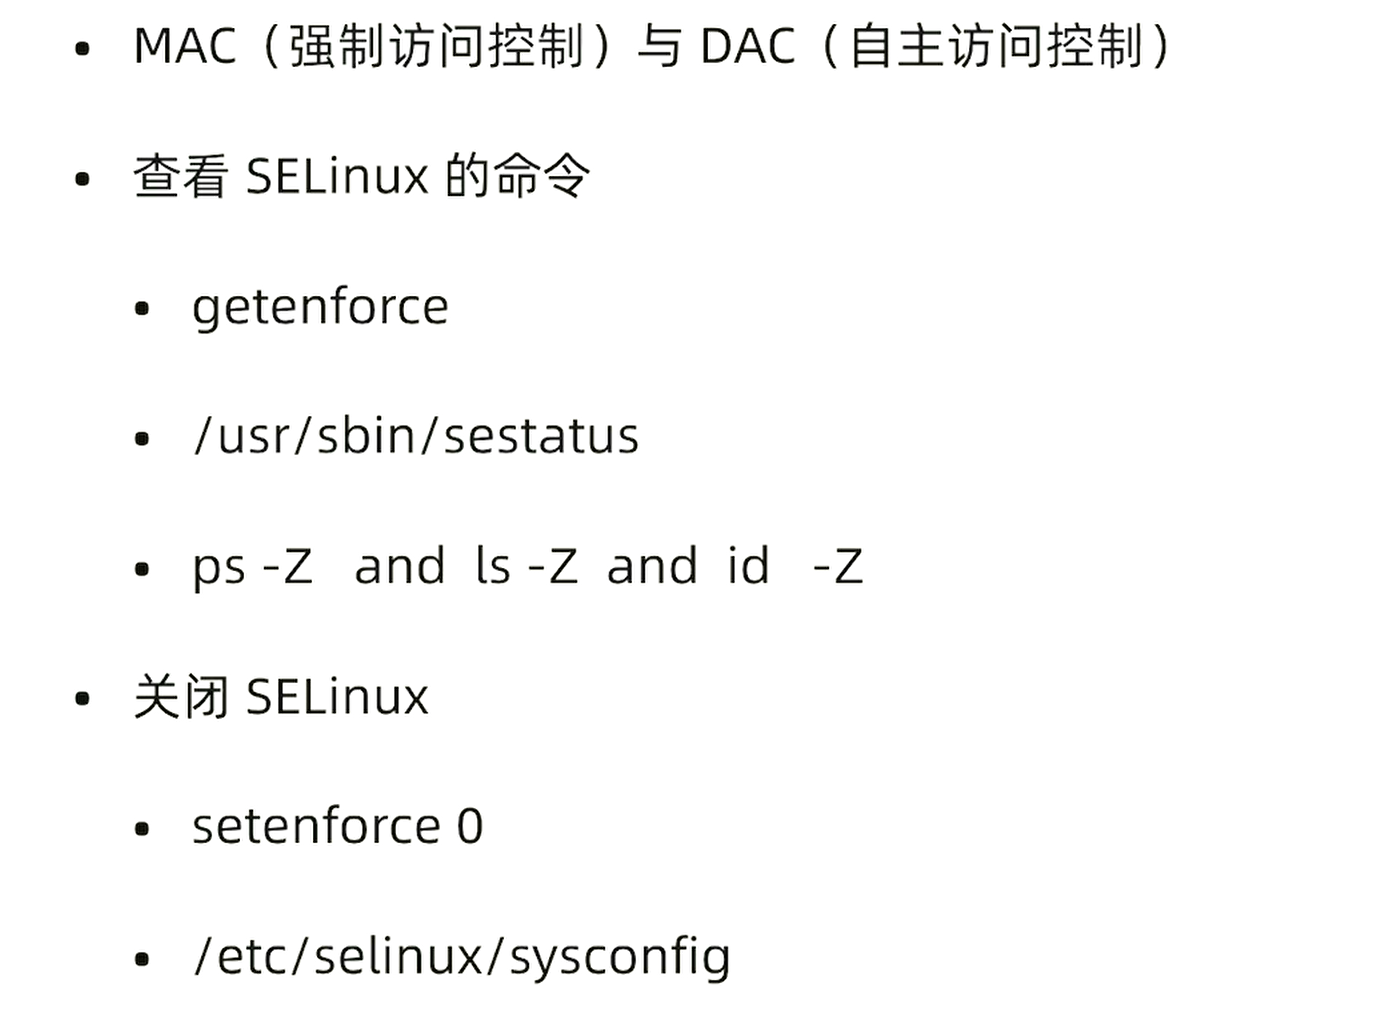 • MAC（强制访问控制）与 DAC（自主访问控制）
• 查看 SELinux 的命令
• getenforce
• /usr/sbin/sestatus
• ps -Z and ls -Z and id -Z
• 关闭 SELinux
• setenforce 0
• /etc/selinux/sysconfig